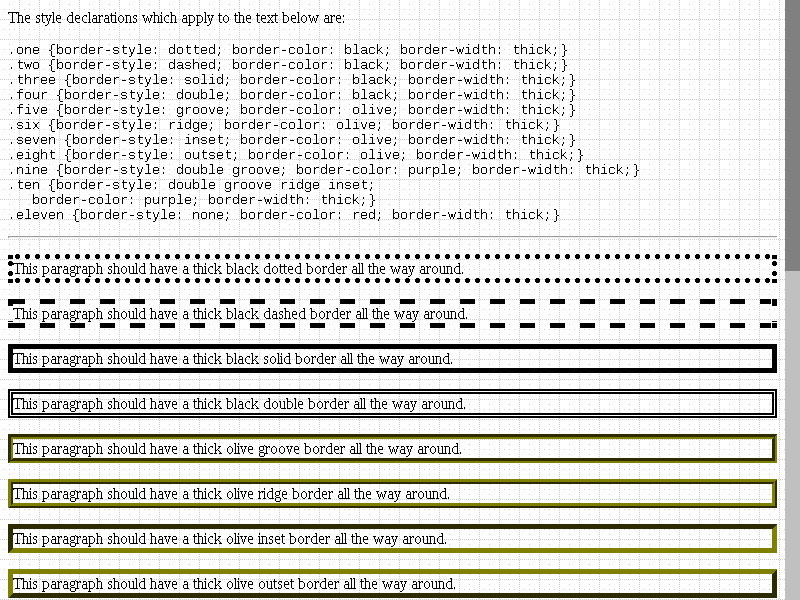 The style declarations which apply to the text below are:
.one {border-style: dotted; border-color: black; border-width: thick;}
.two {border-style: dashed; border-color: black; border-width: thick;}
.three {border-style: solid; border-color: black; border-width: thick;}
.four {border-style: double; border-color: black; border-width: thick;}
.five {border-style: groove; border-color: olive; border-width: thick;}
.six {border-style: ridge; border-color: olive; border-width: thick;}
.seven {border-style: inset; border-color: olive; border-width: thick;}
.eight {border-style: outset; border-color: olive; border-width: thick;}
.nine {border-style: double groove; border-color: purple; border-width: thick;}
.ten {border-style: double groove ridge inset;
   border-color: purple; border-width: thick;}
.eleven {border-style: none; border-color: red; border-width: thick;}
This paragraph should have a thick black dotted border all the way around.
This paragraph should have a thick black dashed border all the way around.
This paragraph should have a thick black solid border all the way around.
This paragraph should have a thick black double border all the way around.
This paragraph should have a thick olive groove border all the way around.
This paragraph should have a thick olive ridge border all the way around.
This paragraph should have a thick olive inset border all the way around.
This paragraph should have a thick olive outset border all the way around.